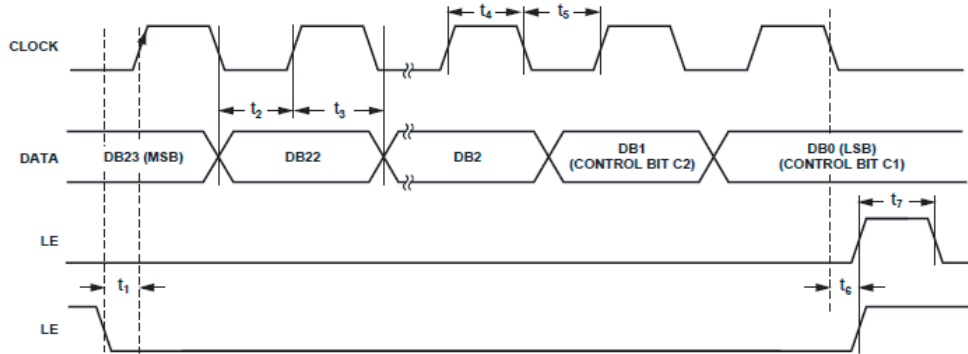 t₄ t₅
CLOCK
t₂ t₃
DATA DB23 (MSB) DB22 DB2 DB1 DB0 (LSB)
(CONTROL BIT C2) (CONTROL BIT C1)
t₇
LE
t₁ t₆
LE